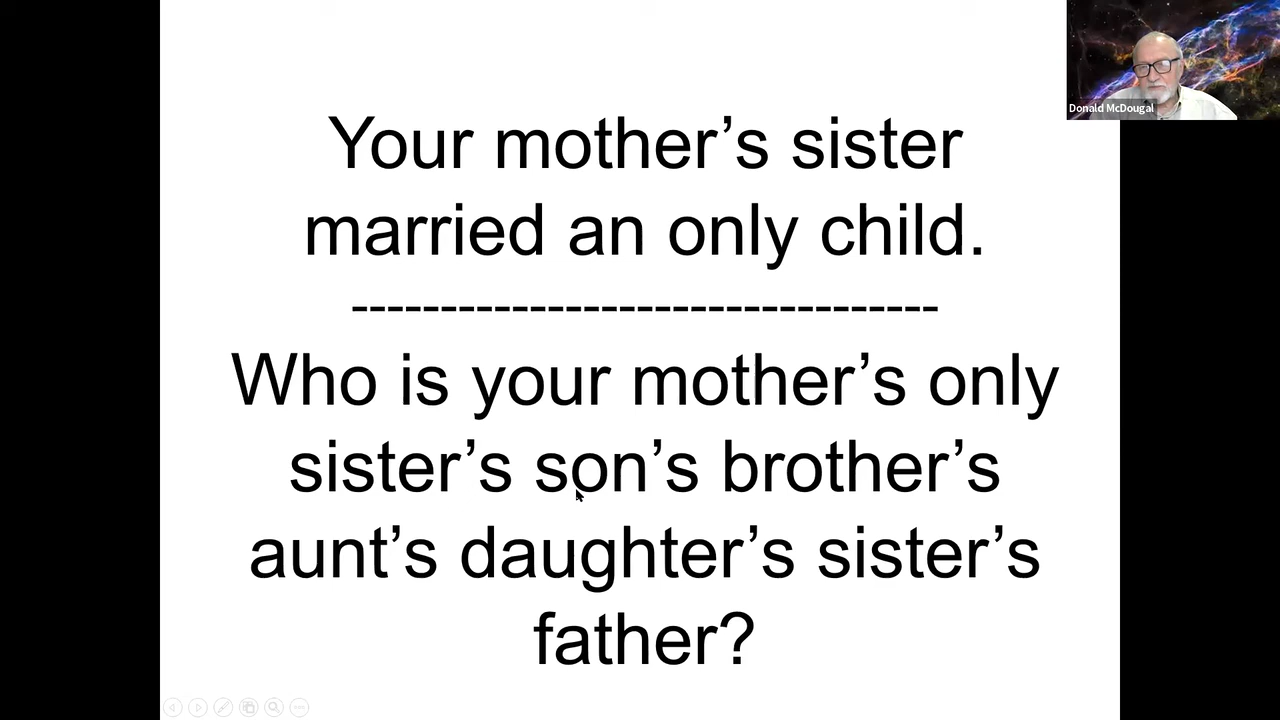 Your mother’s sister
married an only child.
----------------------------------
Who is your mother’s only
sister’s son’s brother’s
aunt’s daughter’s sister’s
father?
Donald McDougal